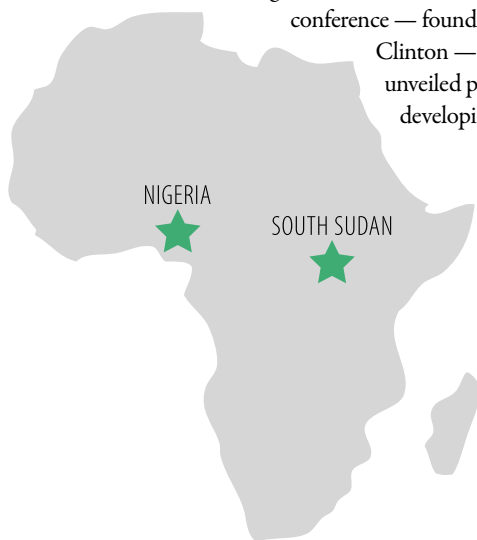 conference — found
Clinton —
unveiled p
developi
NIGERIA
SOUTH SUDAN